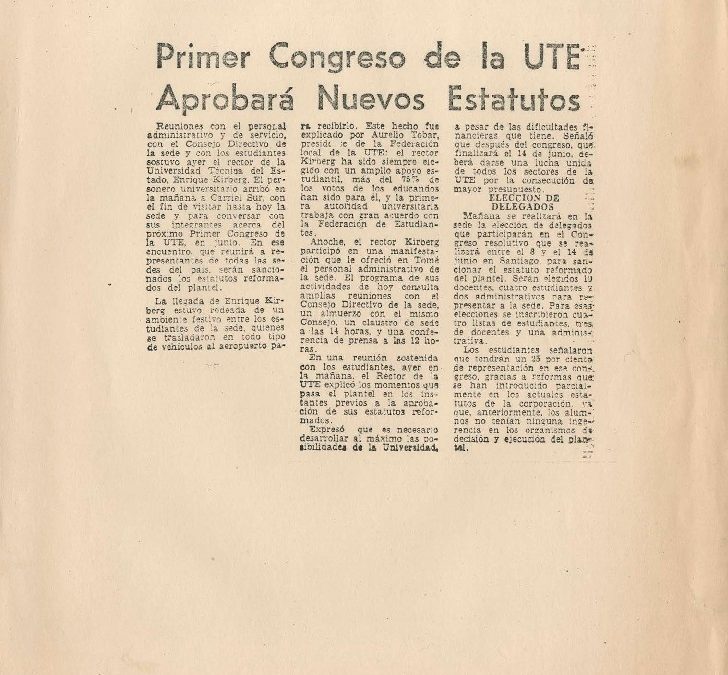 Primer Congreso de la UTE
Aprobará Nuevos Estatutos
Reuniones con el personal
administrativo y de servicio,
con el Consejo Directivo de
la sede y con los estudiantes
sostuvo ayer el rector de la
Universidad Técnica del Es-
tado, Enrique Kirberg. El per-
sonero universitario arribó en
la mañana a Carriel Sur, con
el fin de visitar hasta hoy la
sede y para conversar con
sus integrantes acerca del
próximo Primer Congreso de
la UTE, en junio. En ese
encuentro, que reunirá a re-
presentantes de todas las se-
des del país, serán sancio-
nados los estatutos reforma-
dos del plantel.
La llegada de Enrique Kir-
berg estuvo rodeada de un
ambiente festivo entre los es-
tudiantes de la sede, quienes
se trasladaron en todo tipo
de vehículos al aeropuerto pa-
ra recibirlo. Este hecho fue
explicado por Aurelio Tobar,
presid te de la Federación
local de la UTE: el rector
Kirberg ha sido siempre ele-
gido con un amplio apoyo es-
tudiantil, más del 75% de
los votos de los educandos
han sido para él, y la prime-
ra autoridad universitaria
trabaja con gran acuerdo con
la Federación de Estudian-
tes.
Anoche, el rector Kirberg
participó en una manifesta-
ción que le ofreció en Tomé
el personal administrativo de
la sede. El programa de sus
actividades de hoy consulta
amplias reuniones con el
Consejo Directivo de la sede,
un almuerzo con el mismo
Consejo, un claustro de sede
a las 14 horas, y una confe-
rencia de prensa a las 12 ho-
ras.
En una reunión sostenida
con los estudiantes, ayer en
la mañana, el Rector de la
UTE explicó los momentos que
pasa el plantel en los ins-
tantes previos a la aproba-
ción de sus estatutos refor-
mados.
Expresó que es necesario
desarrollar al máximo las po-
sibilidades de la Universidad,
a pesar de las dificultades fi-
nancieras que tiene. Señaló
que después del congreso, que
finalizará el 14 de junio, de-
berá darse una lucha unida
de todos los sectores de la
UTE por la consecución de
mayor presupuesto.
ELECCION DE
DELEGADOS
Mañana se realizará en la
sede la elección de delegados
que participarán en el Con-
greso resolutivo que se rea-
lizará entre el 8 y el 14 de
junio en Santiago, para san-
cionar el estatuto reformado
del plantel. Serán elegidos 10
docentes, cuatro estudiantes y
dos administrativos para re-
presentar a la sede. Para esas
elecciones se inscribieron cua-
tro listas de estudiantes, tres
de docentes y una adminis-
trativa.
Los estudiantes señalaron
que tendrán un 25 por ciento
de representación en ese con-
greso, gracias a reformas que
se han introducido parcial-
mente en los actuales esta-
tutos de la corporación, ya
que, anteriormente, los alum-
nos no tenían ninguna inge-
rencia en los organismos de
decisión y ejecución del plan-
tel.
27